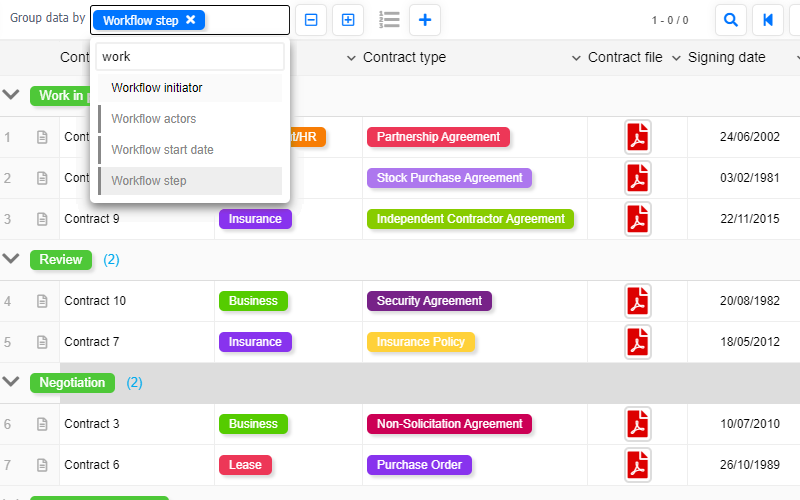 Group data by Workflow step × 1 - 0 / 0
work
Workflow initiator
Workflow actors
Workflow start date
Workflow step
Cont Contract type Contract file Signing date
Work in p
1 Cont t/HR Partnership Agreement 24/06/2002
2 Cont Stock Purchase Agreement 03/02/1981
3 Contract 9 Insurance Independent Contractor Agreement 22/11/2015
Review (2)
4 Contract 10 Business Security Agreement 20/08/1982
5 Contract 7 Insurance Insurance Policy 18/05/2012
Negotiation (2)
6 Contract 3 Business Non-Solicitation Agreement 10/07/2010
7 Contract 6 Lease Purchase Order 26/10/1989